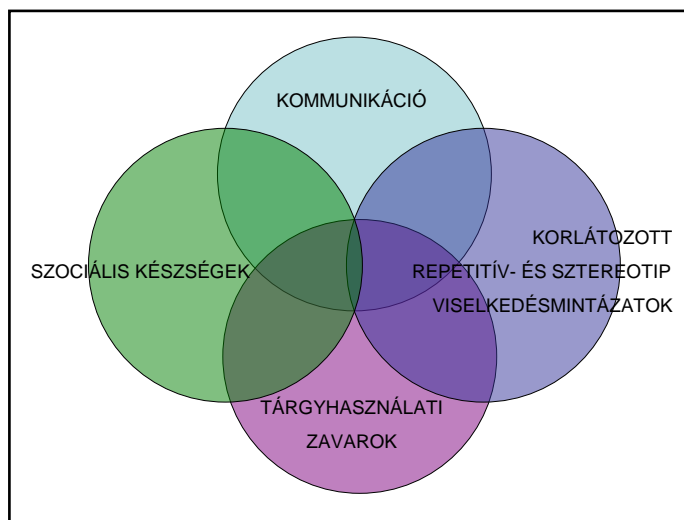 KOMMUNIKÁCIÓ
SZOCIÁLIS KÉSZSÉGEK
KORLÁTOZOTT
REPETITÍV- ÉS SZTEREOTIP
VISELKEDÉSMINTÁZATOK
TÁRGYHASZNÁLATI
ZAVAROK